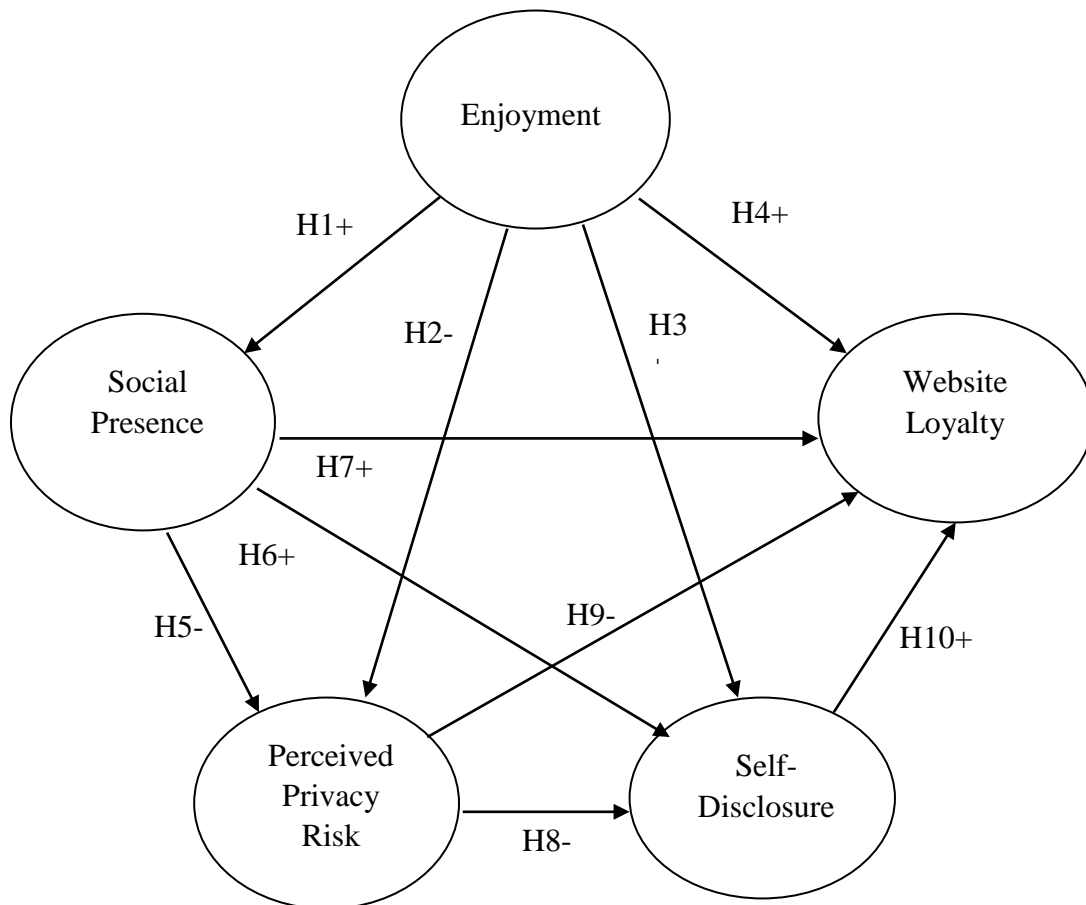 Enjoyment
H1+
H4+
H2-
H3
Social
Presence
Website
Loyalty
H7+
H6+
H5-
H9-
H10+
Perceived
Privacy
Risk
Self-
Disclosure
H8-